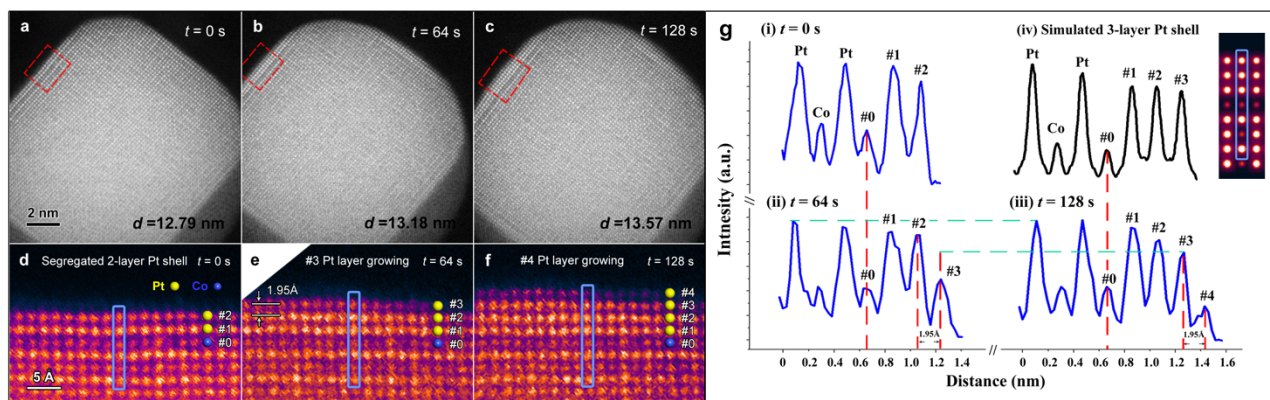 a
t = 0 s
2 nm
d =12.79 nm
b
t = 64 s
d =13.18 nm
c
t = 128 s
d =13.57 nm
d Segregated 2-layer Pt shell t = 0 s
Pt Co
#2
#1
#0
5 Å
e #3 Pt layer growing t = 64 s
1.95Å
#3
#2
#1
#0
f #4 Pt layer growing t = 128 s
#4
#3
#2
#1
#0
g
Intnesity (a.u.)
(i) t = 0 s
Pt
Co
Pt
#0
#1
#2
(iv) Simulated 3-layer Pt shell
Pt
Co
Pt
#0
#1
#2
#3
(ii) t = 64 s
#0
#1
#2
#3
1.95Å
(iii) t = 128 s
#0
#1
#2
#3
#4
1.95Å
0 0.2 0.4 0.6 0.8 1.0 1.2 1.4 // 0 0.2 0.4 0.6 0.8 1.0 1.2 1.4 1.6
Distance (nm)